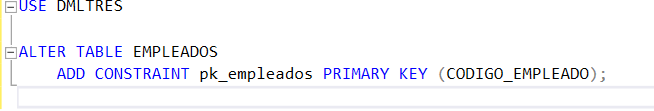 USE DMLTRES
ALTER TABLE EMPLEADOS
ADD CONSTRAINT pk_empleados PRIMARY KEY (CODIGO_EMPLEADO);